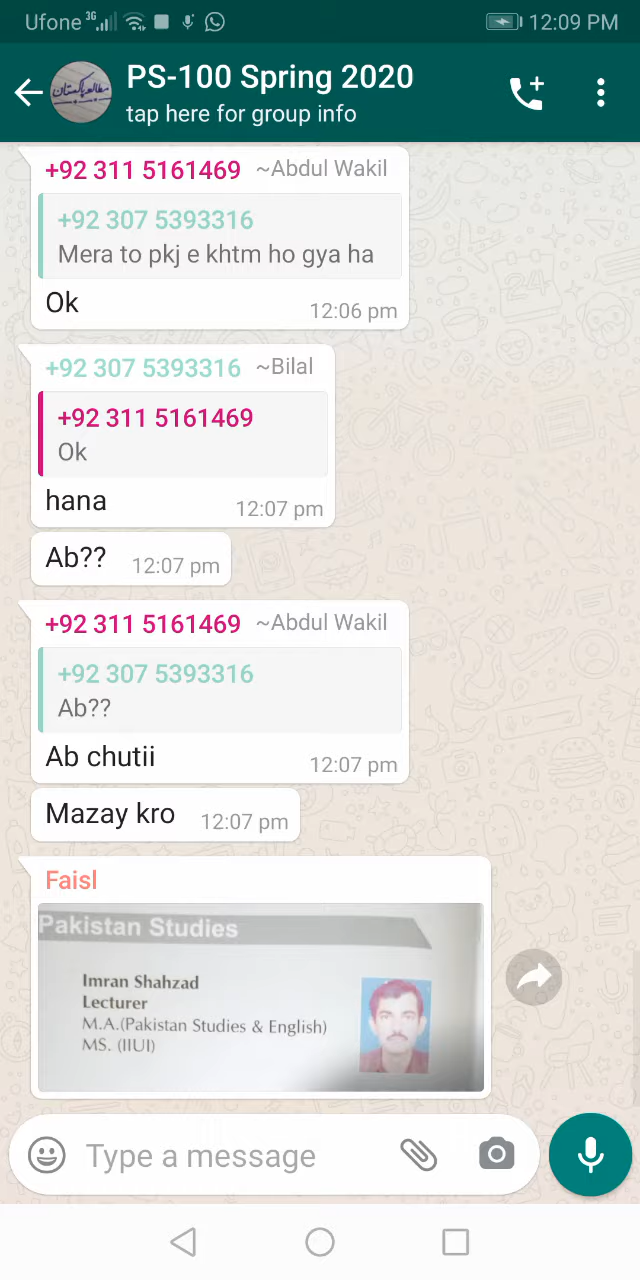 Ufone 3G 12:09 PM
مطالعہ پاکستان
PS-100 Spring 2020
tap here for group info
+92 311 5161469 ~Abdul Wakil
+92 307 5393316
Mera to pkj e khtm ho gya ha
Ok 12:06 pm
+92 307 5393316 ~Bilal
+92 311 5161469
Ok
hana 12:07 pm
Ab?? 12:07 pm
+92 311 5161469 ~Abdul Wakil
+92 307 5393316
Ab??
Ab chutii 12:07 pm
Mazay kro 12:07 pm
Faisl
Pakistan Studies
Imran Shahzad
Lecturer
M.A.(Pakistan Studies & English)
MS. (IIUI)
Type a message